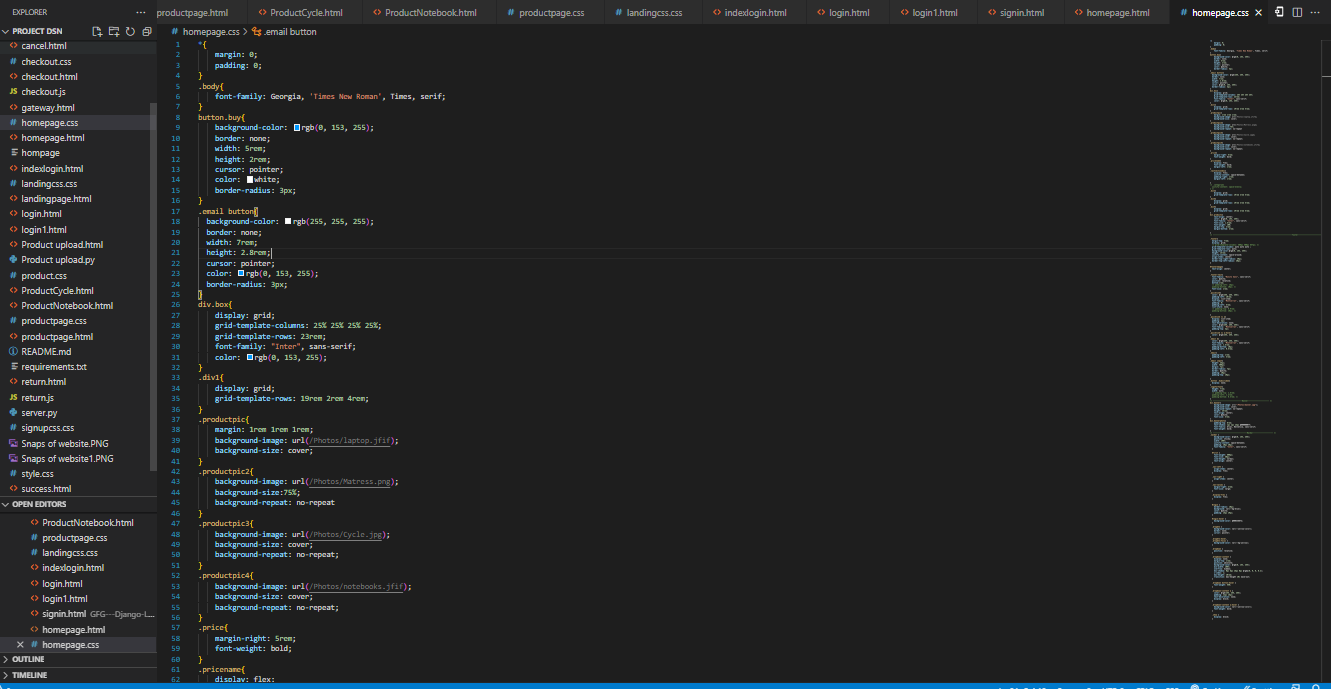 EXPLORER
PROJECT DSN
cancel.html
checkout.css
checkout.html
JS checkout.js
gateway.html
# homepage.css
homepage.html
hompage
indexlogin.html
# landingcss.css
landingpage.html
login.html
login1.html
Product upload.html
Product upload.py
# product.css
ProductCycle.html
ProductNotebook.html
# productpage.css
productpage.html
README.md
requirements.txt
return.html
JS return.js
server.py
# signupcss.css
Snaps of website.PNG
Snaps of website1.PNG
# style.css
success.html
OPEN EDITORS
ProductNotebook.html
# productpage.css
# landingcss.css
indexlogin.html
login.html
login1.html
signin.html GFG---Django-L...
homepage.html
# homepage.css
OUTLINE
TIMELINE
productpage.html
ProductCycle.html
ProductNotebook.html
# productpage.css
# landingcss.css
indexlogin.html
login.html
login1.html
signin.html
homepage.html
# homepage.css
# homepage.css > .email button
1 *{
2 margin: 0;
3 padding: 0;
4 }
5 .body{
6 font-family: Georgia, 'Times New Roman', Times, serif;
7 }
8 button.buy{
9 background-color: rgb(0, 153, 255);
10 border: none;
11 width: 5rem;
12 height: 2rem;
13 cursor: pointer;
14 color: white;
15 border-radius: 3px;
16 }
17 .email button{
18 background-color: rgb(255, 255, 255);
19 border: none;
20 width: 7rem;
21 height: 2.8rem;
22 cursor: pointer;
23 color: rgb(0, 153, 255);
24 border-radius: 3px;
25 }
26 div.box{
27 display: grid;
28 grid-template-columns: 25% 25% 25% 25%;
29 grid-template-rows: 23rem;
30 font-family: "Inter", sans-serif;
31 color: rgb(0, 153, 255);
32 }
33 .div1{
34 display: grid;
35 grid-template-rows: 19rem 2rem 4rem;
36 }
37 .productpic{
38 margin: 1rem 1rem 1rem;
39 background-image: url(/Photos/laptop.jfif);
40 background-size: cover;
41 }
42 .productpic2{
43 background-image: url(/Photos/Matress.png);
44 background-size:75%;
45 background-repeat: no-repeat
46 }
47 .productpic3{
48 background-image: url(/Photos/Cycle.jpg);
49 background-size: cover;
50 background-repeat: no-repeat;
51 }
52 .productpic4{
53 background-image: url(/Photos/notebooks.jfif);
54 background-size: cover;
55 background-repeat: no-repeat;
56 }
57 .price{
58 margin-right: 5rem;
59 font-weight: bold;
60 }
61 .pricename{
62 display: flex;